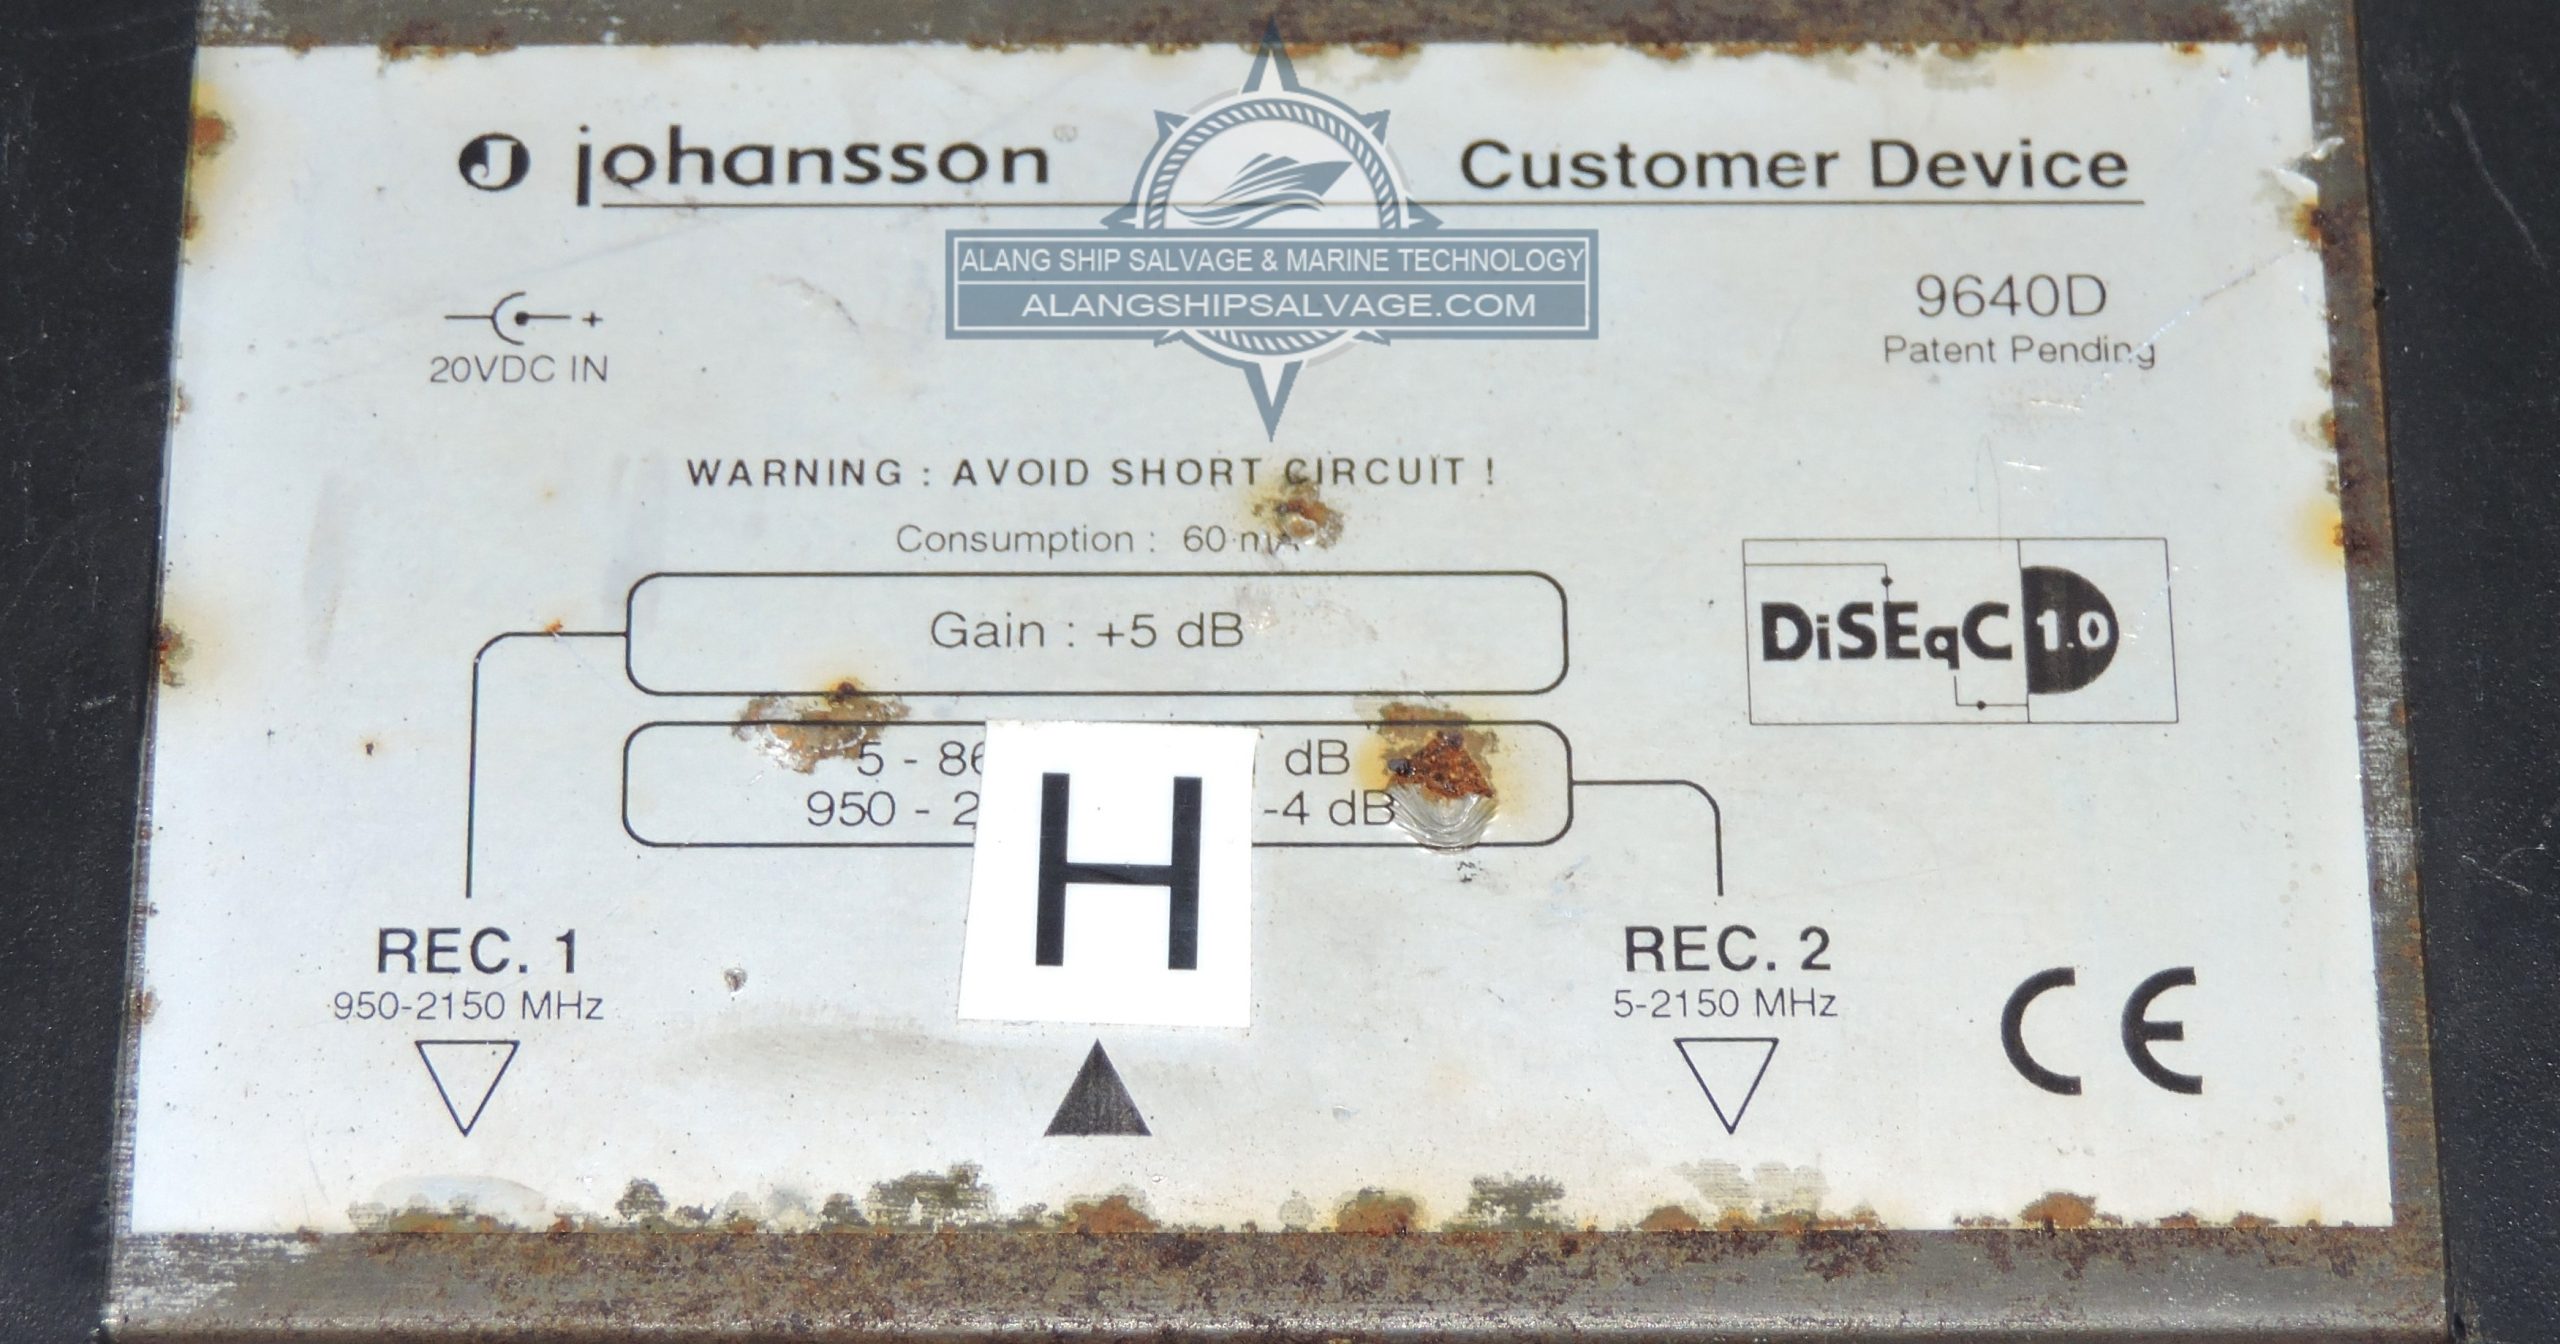 johansson® Customer Device
ALANG SHIP SALVAGE & MARINE TECHNOLOGY
ALANGSHIPSALVAGE.COM
20VDC IN
9640D
Patent Pending
WARNING : AVOID SHORT CIRCUIT !
Consumption : 60 mA
Gain : +5 dB
DiSEqC 1.0
5 - dB
950 - -4 dB
H
REC. 1
950-2150 MHz
REC. 2
5-2150 MHz
CE